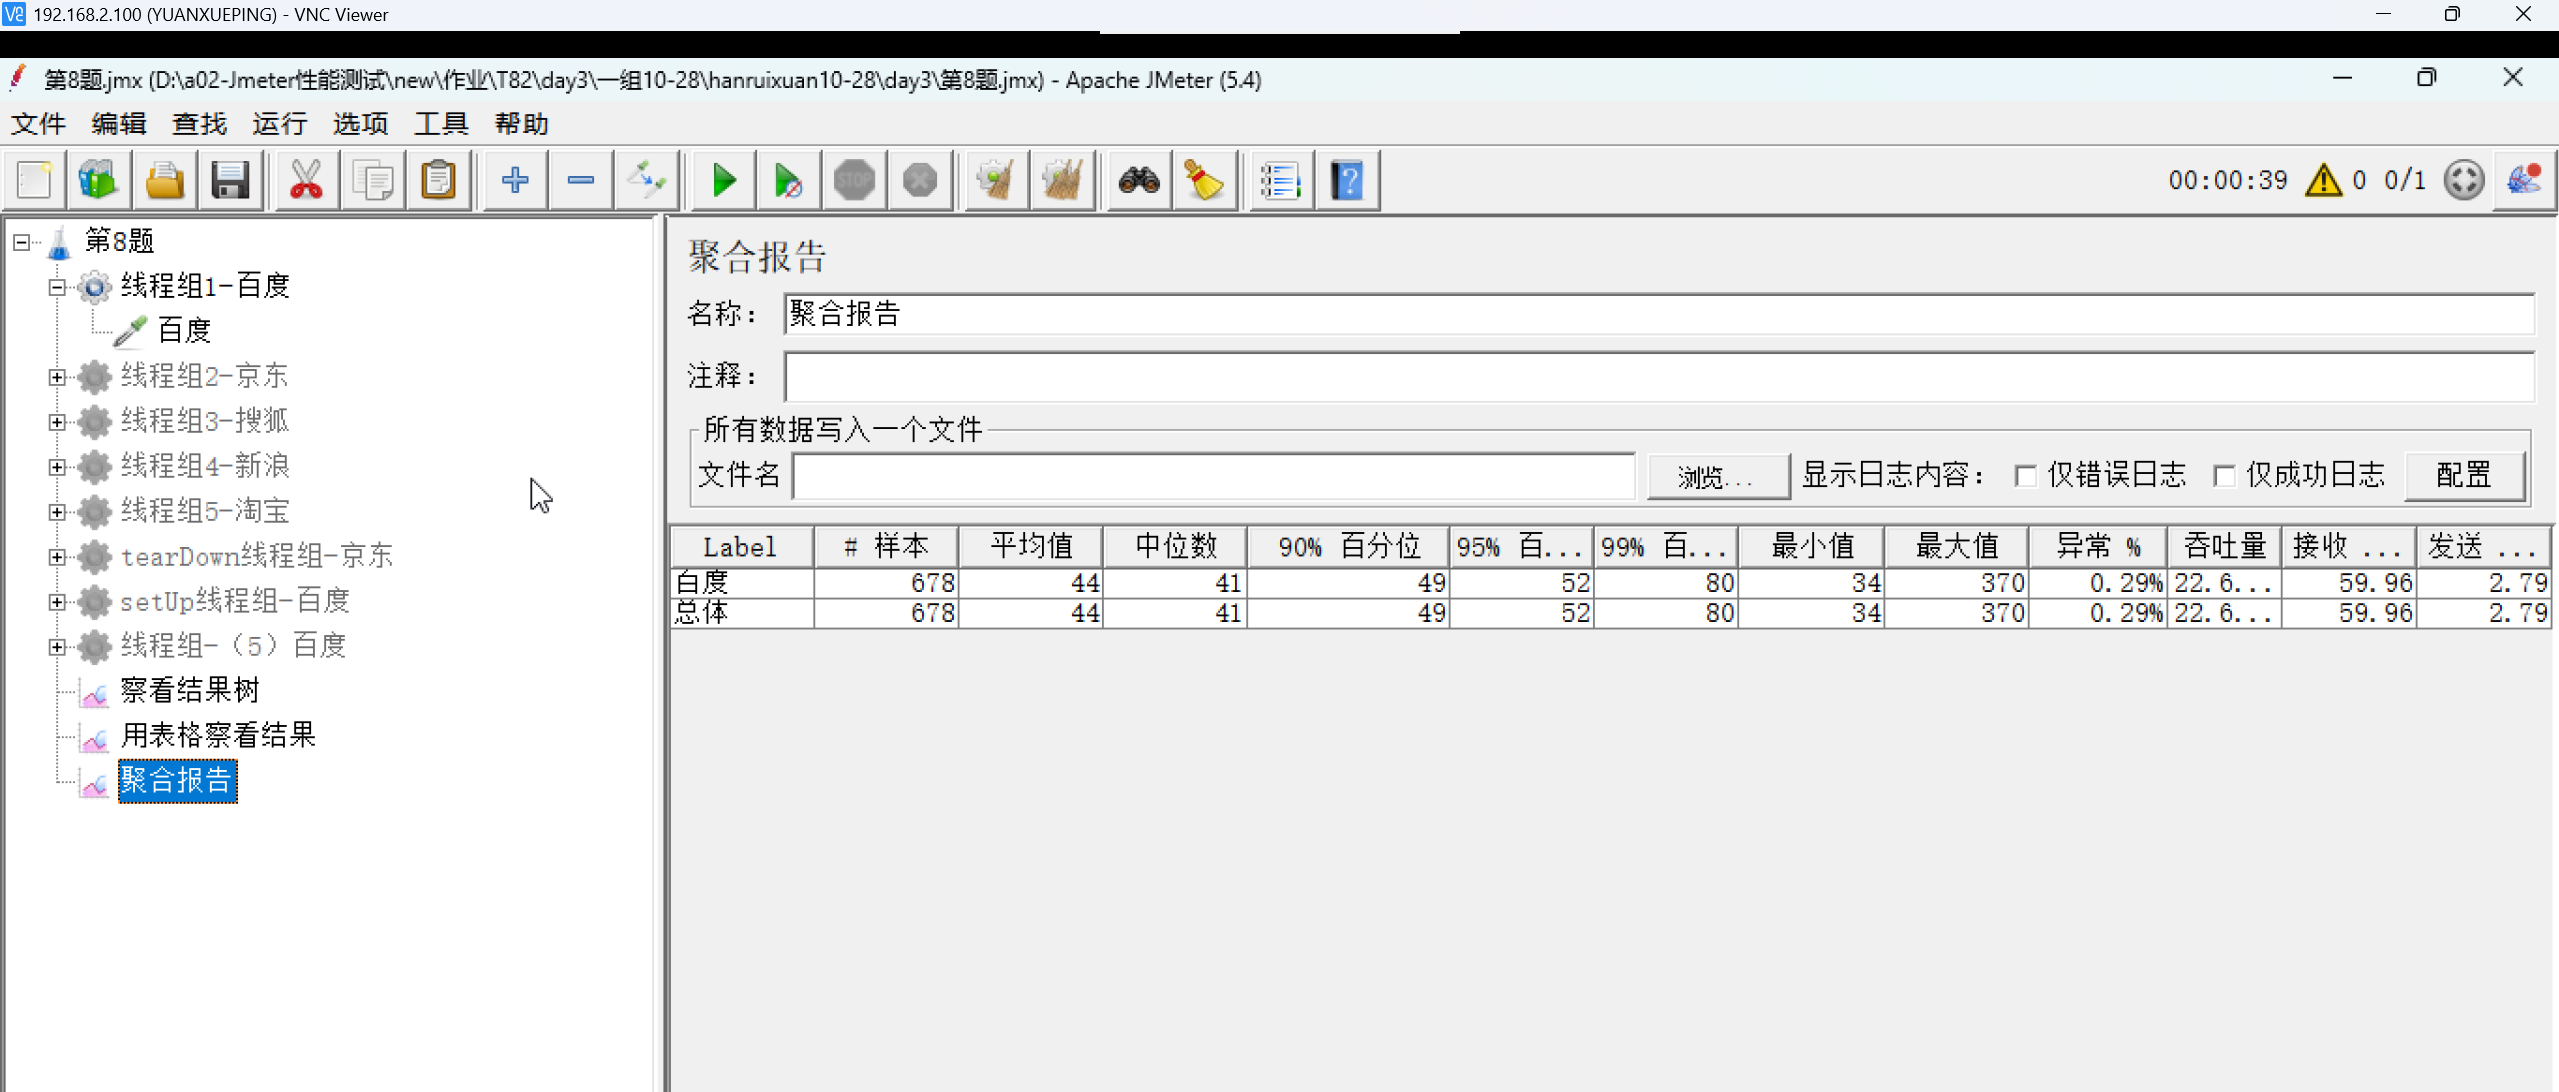 192.168.2.100 (YUANXUEPING) - VNC Viewer
第8题.jmx (D:\a02-Jmeter性能测试\new\作业\T82\day3\一组10-28\hanruixuan10-28\day3\第8题.jmx) - Apache JMeter (5.4)
文件 编辑 查找 运行 选项 工具 帮助
STOP
00:00:39 0 0/1
第8题
线程组1-百度
百度
线程组2-京东
线程组3-搜狐
线程组4-新浪
线程组5-淘宝
tearDown线程组-京东
setUp线程组-百度
线程组-（5）百度
察看结果树
用表格察看结果
聚合报告
聚合报告
名称： 聚合报告
注释：
所有数据写入一个文件
文件名 浏览... 显示日志内容： 仅错误日志 仅成功日志 配置
Label # 样本 平均值 中位数 90% 百分位 95% 百... 99% 百... 最小值 最大值 异常 % 吞吐量 接收 ... 发送 ...
百度 678 44 41 49 52 80 34 370 0.29% 22.6... 59.96 2.79
总体 678 44 41 49 52 80 34 370 0.29% 22.6... 59.96 2.79